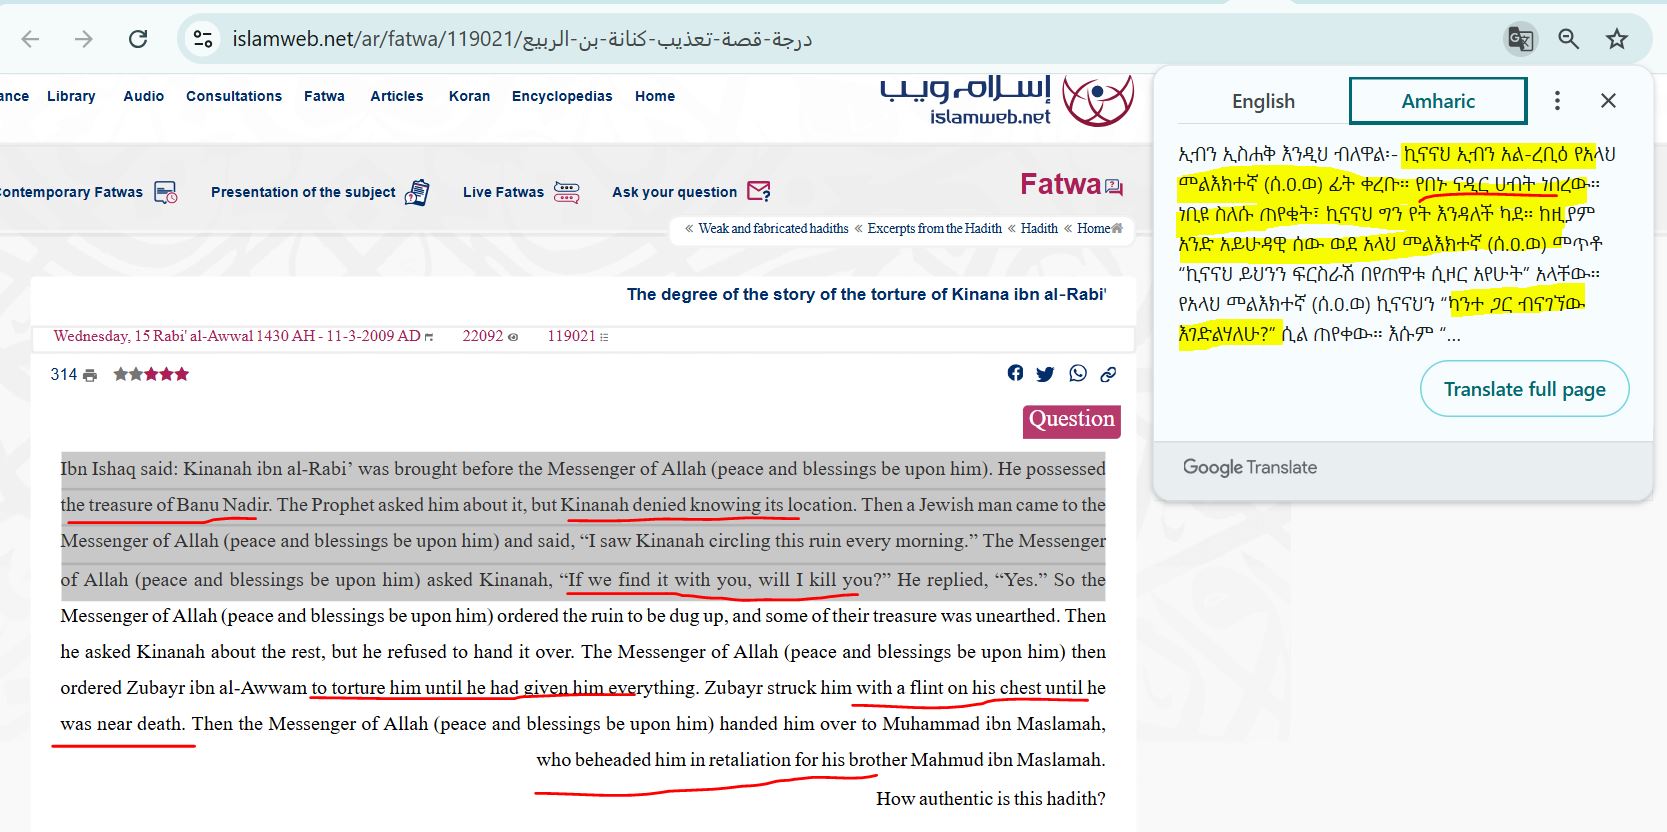 islamweb.net/ar/fatwa/119021/درجة-قصة-تعذيب-كنانة-بن-الربيع
ance Library Audio Consultations Fatwa Articles Koran Encyclopedias Home
إسلام ويب
islamweb.net
Contemporary Fatwas Presentation of the subject Live Fatwas Ask your question
Fatwa
« Weak and fabricated hadiths « Excerpts from the Hadith « Hadith « Home
The degree of the story of the torture of Kinana ibn al-Rabi'
Wednesday, 15 Rabi' al-Awwal 1430 AH - 11-3-2009 AD 22092 119021
314
Question
Ibn Ishaq said: Kinanah ibn al-Rabi’ was brought before the Messenger of Allah (peace and blessings be upon him). He possessed
the treasure of Banu Nadir. The Prophet asked him about it, but Kinanah denied knowing its location. Then a Jewish man came to the
Messenger of Allah (peace and blessings be upon him) and said, “I saw Kinanah circling this ruin every morning.” The Messenger
of Allah (peace and blessings be upon him) asked Kinanah, “If we find it with you, will I kill you?” He replied, “Yes.” So the
Messenger of Allah (peace and blessings be upon him) ordered the ruin to be dug up, and some of their treasure was unearthed. Then
he asked Kinanah about the rest, but he refused to hand it over. The Messenger of Allah (peace and blessings be upon him) then
ordered Zubayr ibn al-Awwam to torture him until he had given him everything. Zubayr struck him with a flint on his chest until he
was near death. Then the Messenger of Allah (peace and blessings be upon him) handed him over to Muhammad ibn Maslamah,
who beheaded him in retaliation for his brother Mahmud ibn Maslamah.
How authentic is this hadith?
English Amharic
ኢብን ኢስሐቅ እንዲህ ብለዋል፡- ኪናናህ ኢብን አል-ረቢዕ የአላህ
መልእክተኛ (ሰ.ዐ.ወ) ፊት ቀረቡ። የበኑ ናዲር ሀብት ነበረው።
ነቢዩ ስለሱ ጠየቁት፣ ኪናናህ ግን የት እንዳለች ካደ። ከዚያም
አንድ አይሁዳዊ ሰው ወደ አላህ መልእክተኛ (ሰ.ዐ.ወ) መጥቶ
“ኪናናህ ይህንን ፍርስራሽ በየጠዋቱ ሲዞር አየሁት” አላቸው።
የአላህ መልእክተኛ (ሰ.ዐ.ወ) ኪናናህን “ካንተ ጋር ብናገኘው
እገድልሃለሁ?” ሲል ጠየቀው። እሱም “...
Translate full page
Google Translate